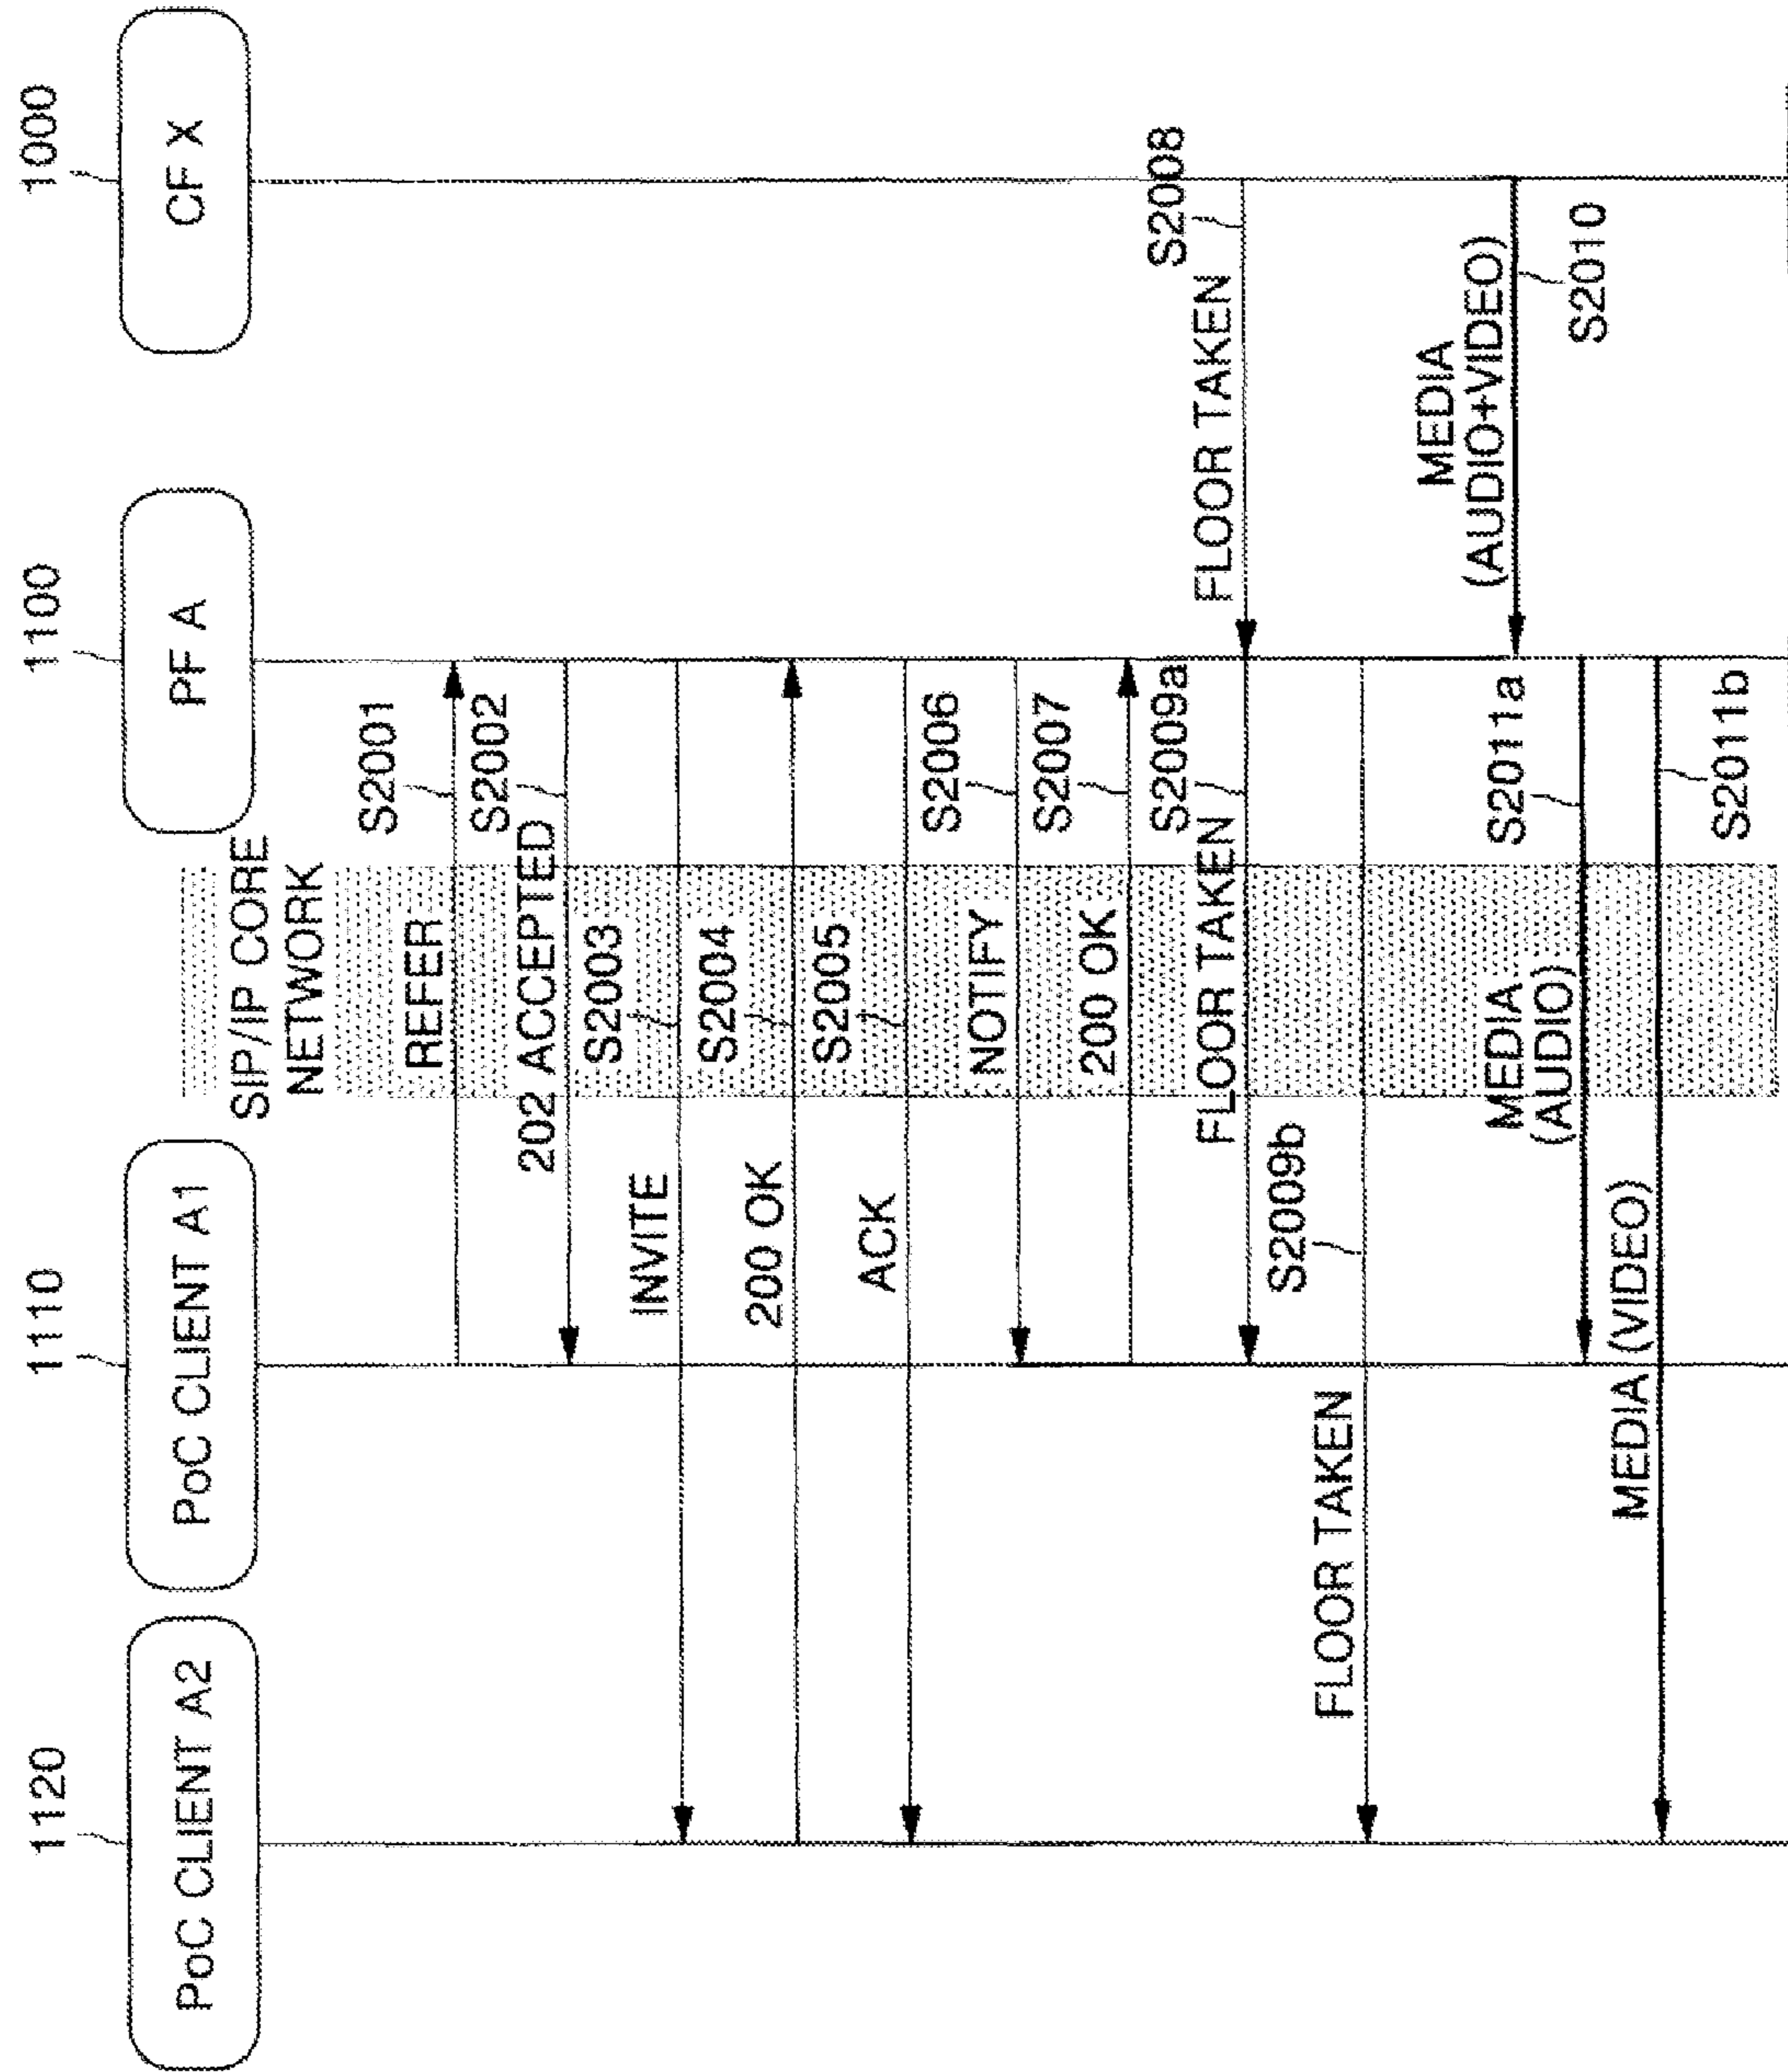 1120
1110
1100
1000
PoC CLIENT A2
PoC CLIENT A1
PF A
CF X
SIP/IP CORE
NETWORK
REFER
S2001
202 ACCEPTED
S2002
INVITE
S2003
200 OK
S2004
ACK
S2005
NOTIFY
S2006
200 OK
S2007
FLOOR TAKEN
S2008
FLOOR TAKEN
S2009a
FLOOR TAKEN
S2009b
MEDIA
(AUDIO+VIDEO)
S2010
MEDIA
(AUDIO)
S2011a
MEDIA (VIDEO)
S2011b